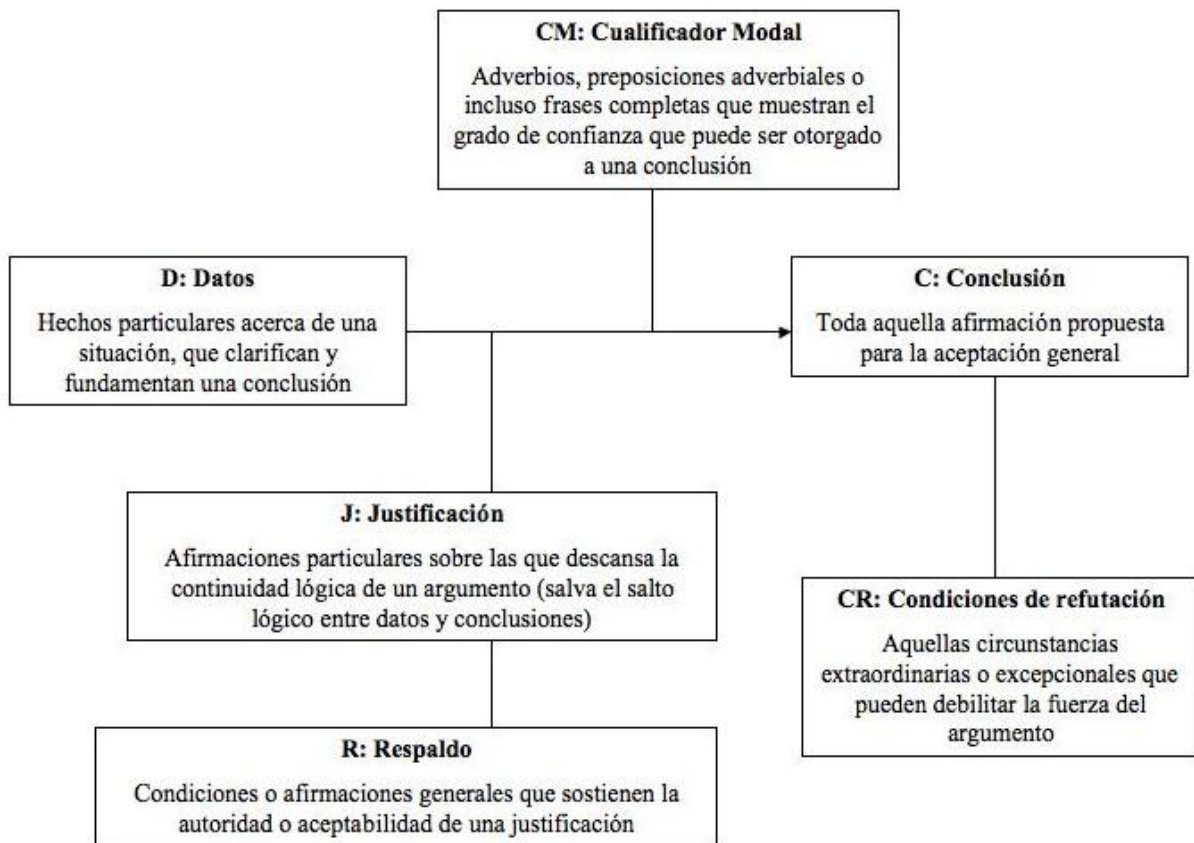 CM: Cualificador Modal
Adverbios, preposiciones adverbiales o
incluso frases completas que muestran el
grado de confianza que puede ser otorgado
a una conclusión
D: Datos
Hechos particulares acerca de una
situación, que clarifican y
fundamentan una conclusión
C: Conclusión
Toda aquella afirmación propuesta
para la aceptación general
J: Justificación
Afirmaciones particulares sobre las que descansa la
continuidad lógica de un argumento (salva el salto
lógico entre datos y conclusiones)
CR: Condiciones de refutación
Aquellas circunstancias
extraordinarias o excepcionales que
pueden debilitar la fuerza del
argumento
R: Respaldo
Condiciones o afirmaciones generales que sostienen la
autoridad o aceptabilidad de una justificación